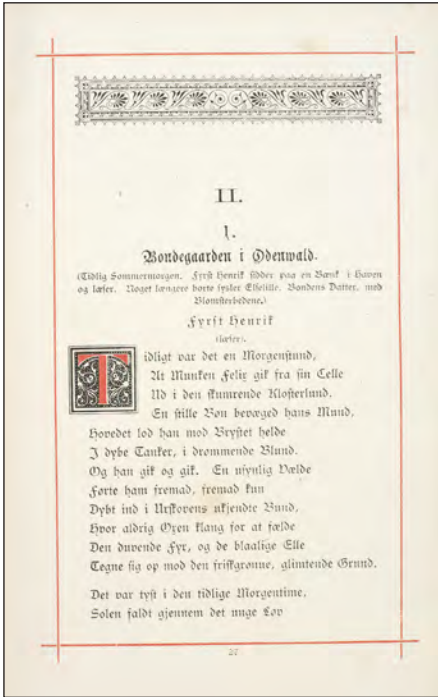 II.
1.
Bondegaarden i Odenwald.
(Tidlig Sommermorgen. Fyrst Henrik sidder paa en Bænk i Haven
og læser. Noget længere borte sysler Elselille, Bondens Datter, med
Blomsterbedene.)
Fyrst Henrik
(læser).
Tidligt var det en Morgenstund,
At Munken Felix gik fra sin Celle
Ud i den skumrende Klosterlund.
En stille Bøn bevæged hans Mund,
Hovedet lod han mod Brystet helde
I dybe Tanker, i drømmende Blund.
Og han gik og gik. En usynlig Vælde
Førte ham fremad, fremad kun
Dybt ind i Urskovens ukjendte Bund,
Hvor aldrig Øxen klang for at fælde
Den duvende Fyr, og de blaalige Elle
Tegne sig op mod den friskgrønne, glimtende Grund.
Det var tyst i den tidlige Morgentime,
Solen faldt gjennem det unge Løv
27